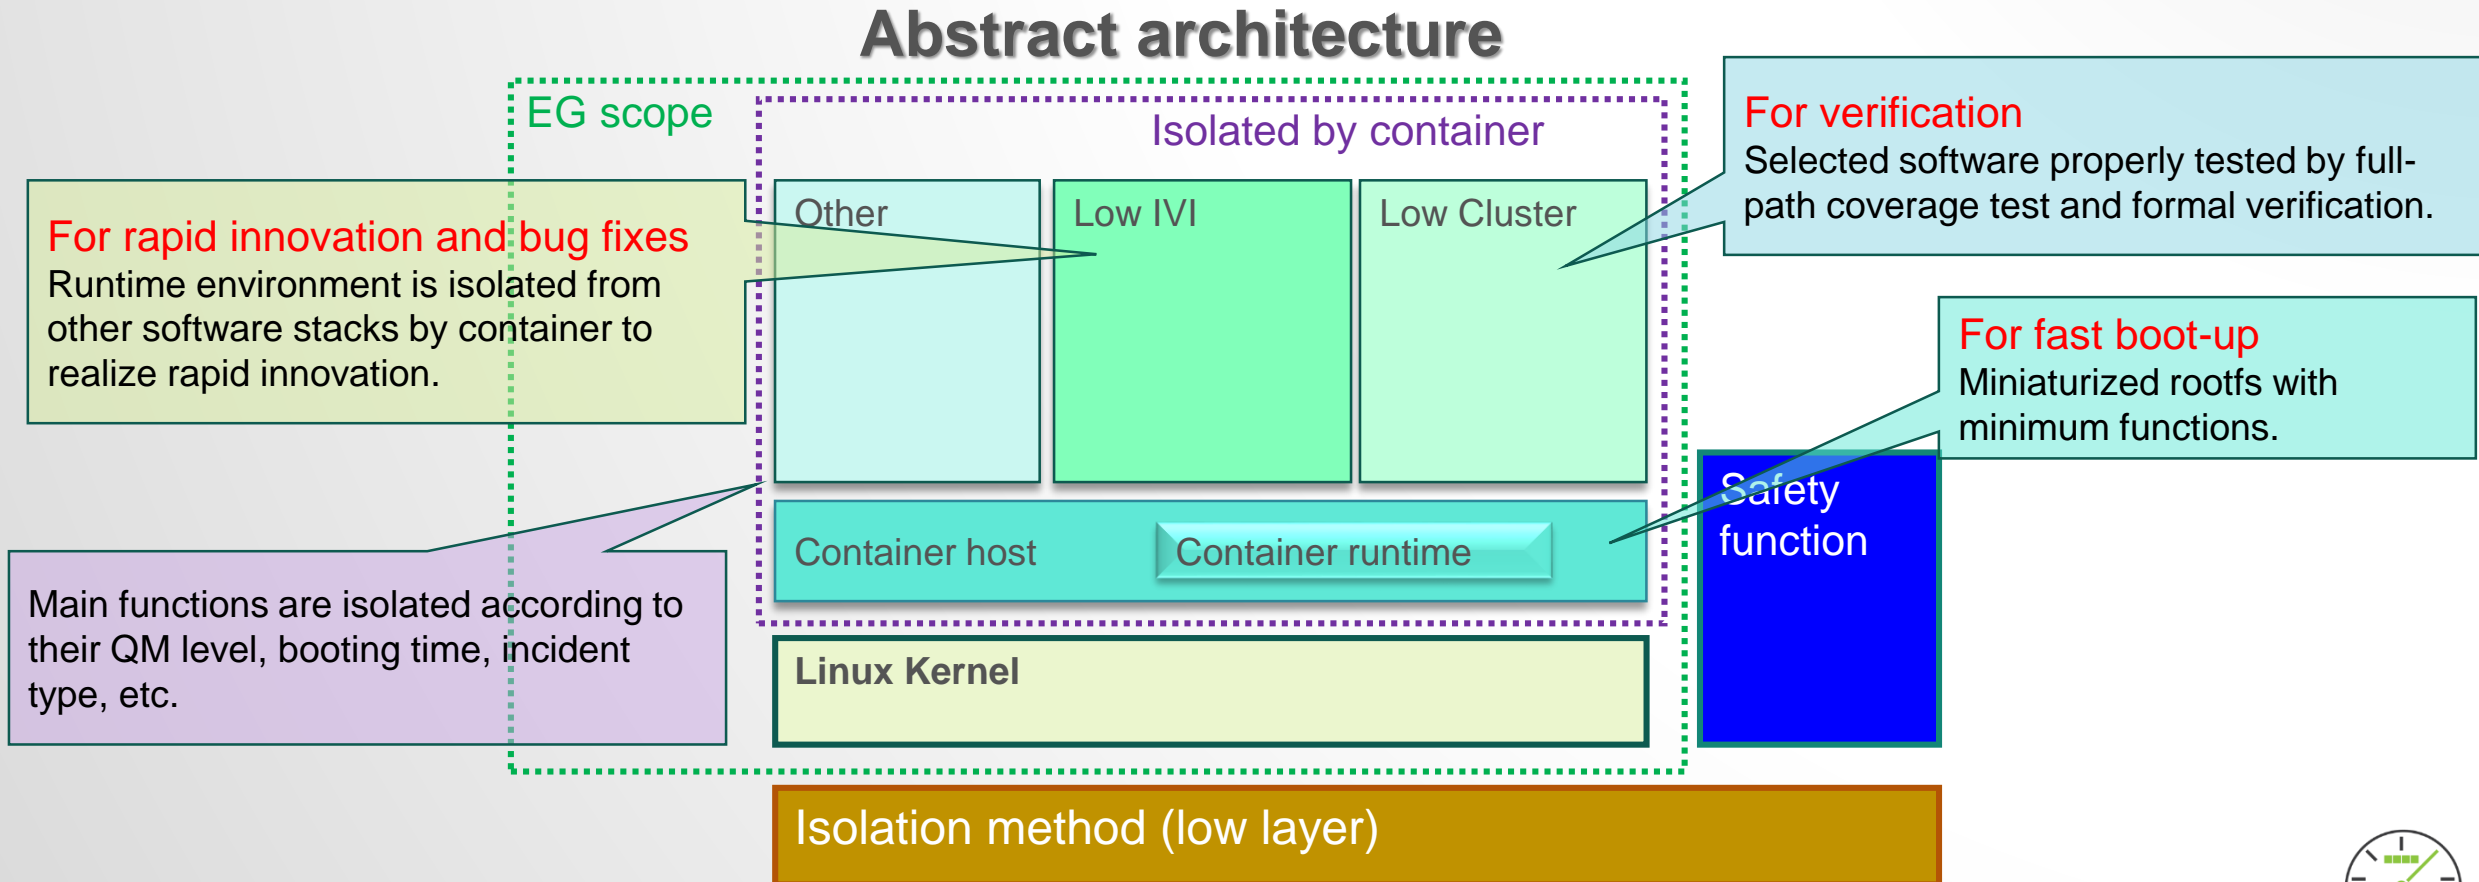 Abstract architecture
EG scope
Isolated by container
For verification
Selected software properly tested by full-
path coverage test and formal verification.
For rapid innovation and bug fixes
Runtime environment is isolated from
other software stacks by container to
realize rapid innovation.
Other
Low IVI
Low Cluster
For fast boot-up
Miniaturized rootfs with
minimum functions.
Safety
function
Container host
Container runtime
Main functions are isolated according to
their QM level, booting time, incident
type, etc.
Linux Kernel
Isolation method (low layer)